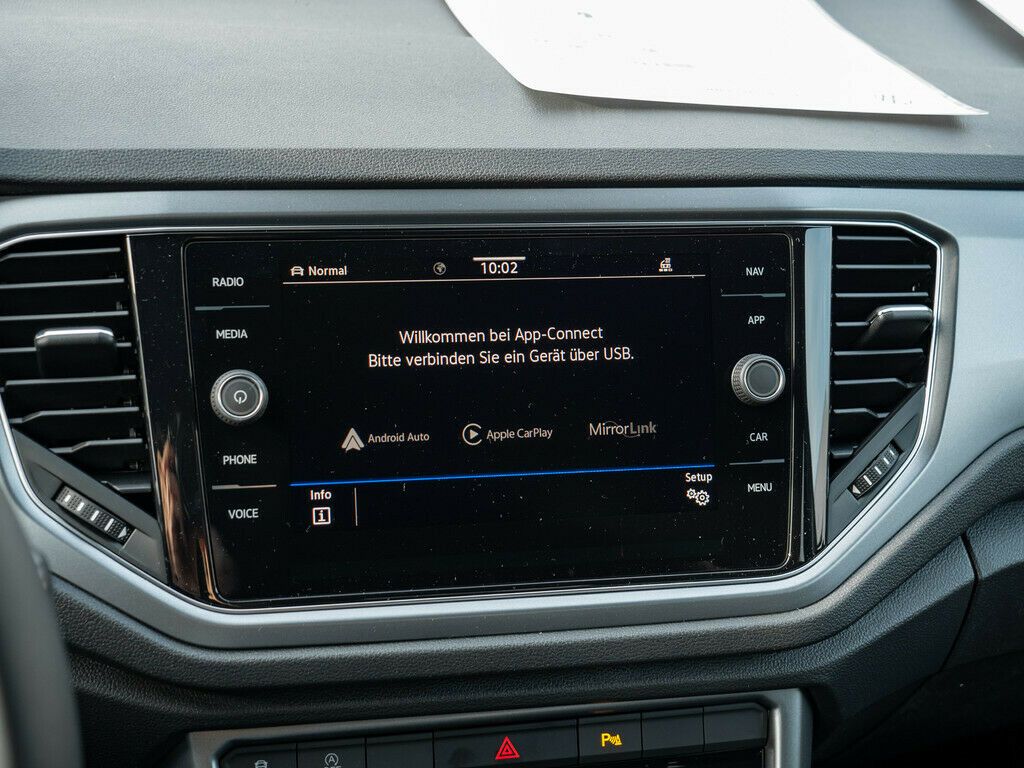 RADIO
MEDIA
PHONE
VOICE
Normal
10:02
Willkommen bei App-Connect
Bitte verbinden Sie ein Gerät über USB.
Android Auto
Apple CarPlay
MirrorLink
Info
Setup
NAV
APP
CAR
MENU
P